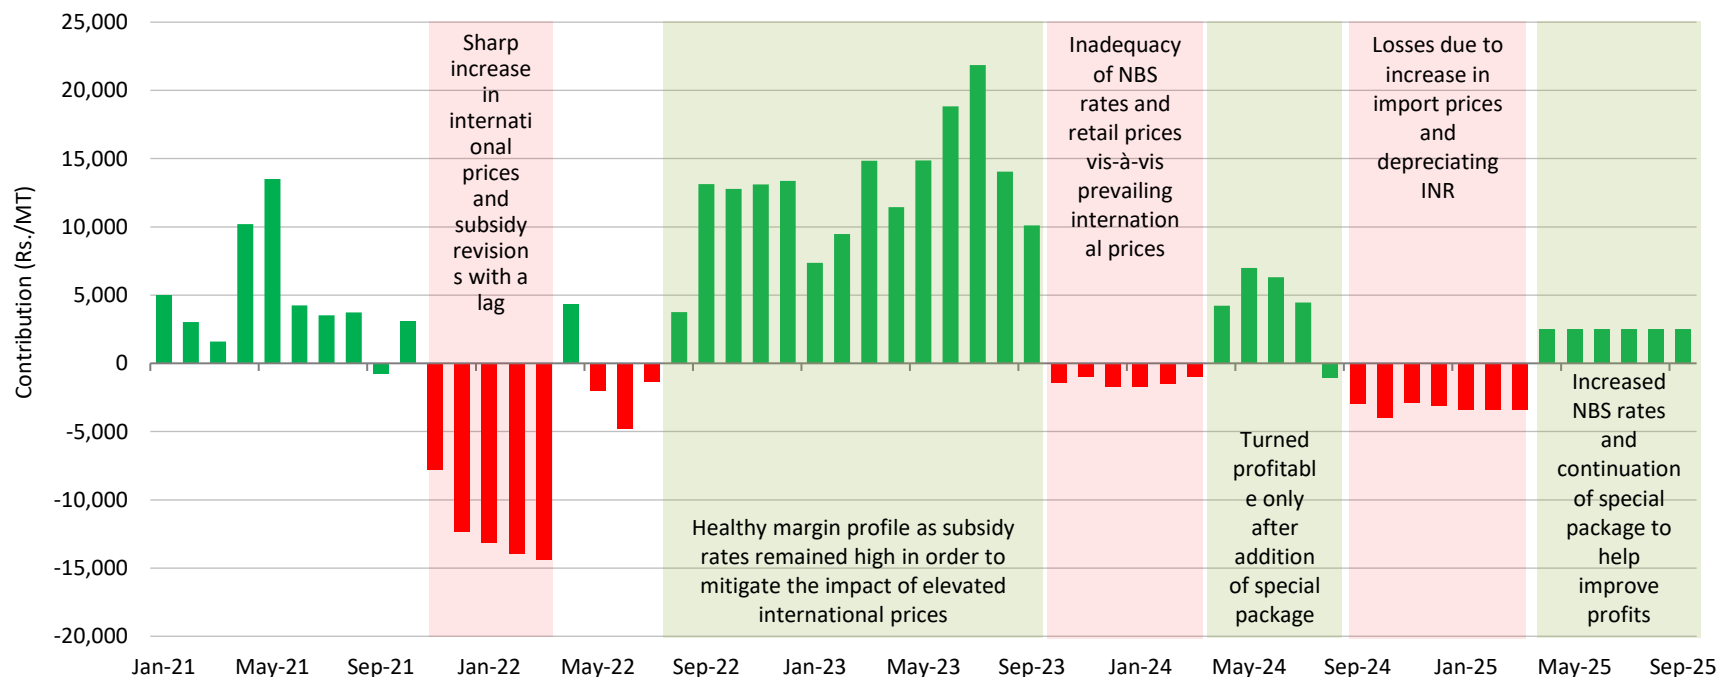 25,000
20,000
15,000
10,000
5,000
0
-5,000
-10,000
-15,000
-20,000
Contribution (Rs./MT)
Sharp
increase
in
internati
onal
prices
and
subsidy
revision
s with a
lag
Healthy margin profile as subsidy
rates remained high in order to
mitigate the impact of elevated
international prices
Inadequacy
of NBS
rates and
retail prices
vis-à-vis
prevailing
internation
al prices
Turned
profitabl
e only
after
addition
of special
package
Losses due to
increase in
import prices
and
depreciating
INR
Increased
NBS rates
and
continuation
of special
package to
help
improve
profits
Jan-21 May-21 Sep-21 Jan-22 May-22 Sep-22 Jan-23 May-23 Sep-23 Jan-24 May-24 Sep-24 Jan-25 May-25 Sep-25